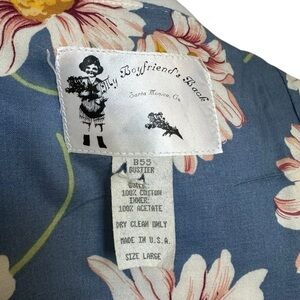 My Boyfriend's Back
Santa Monica, Ca.
B55
BUSTIER
OUTER:
100% COTTON
INNER:
100% ACETATE
DRY CLEAN ONLY
MADE IN U.S.A.
SIZE LARGE